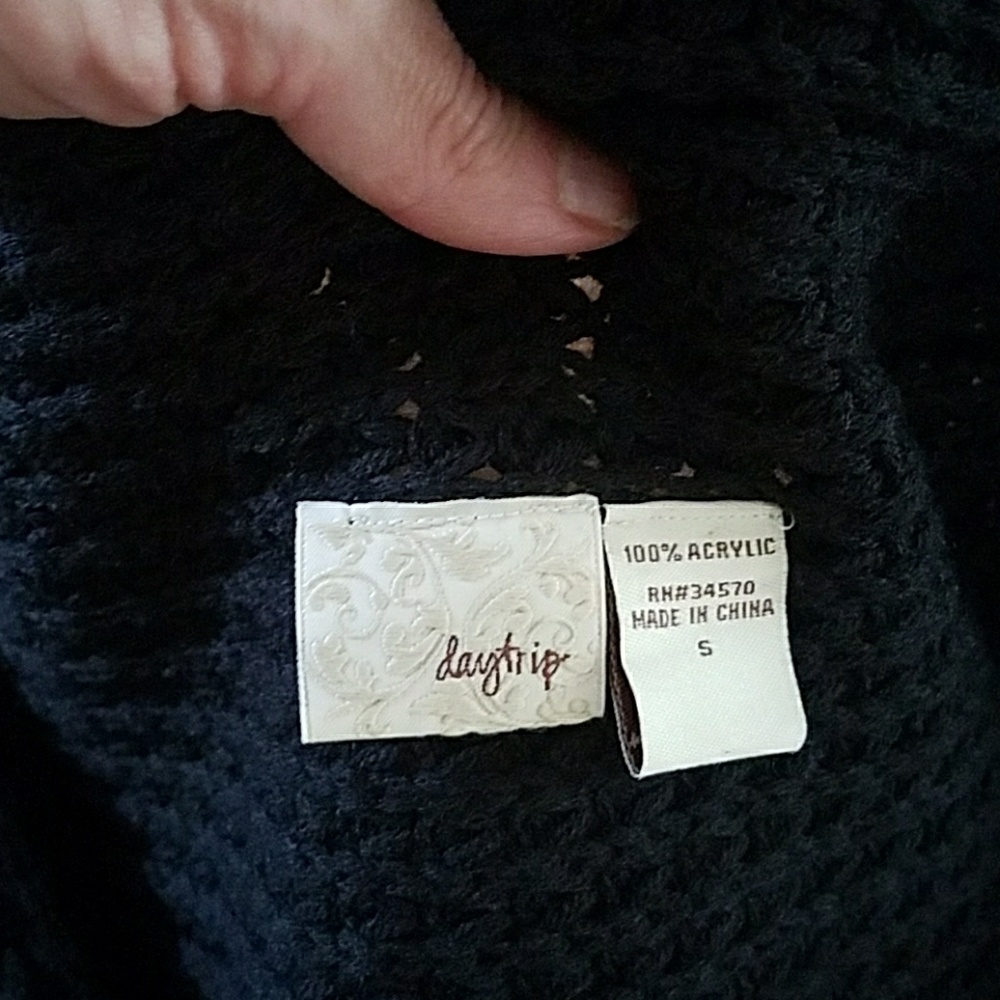 daytrip
100% ACRYLIC
RN#34570
MADE IN CHINA
S